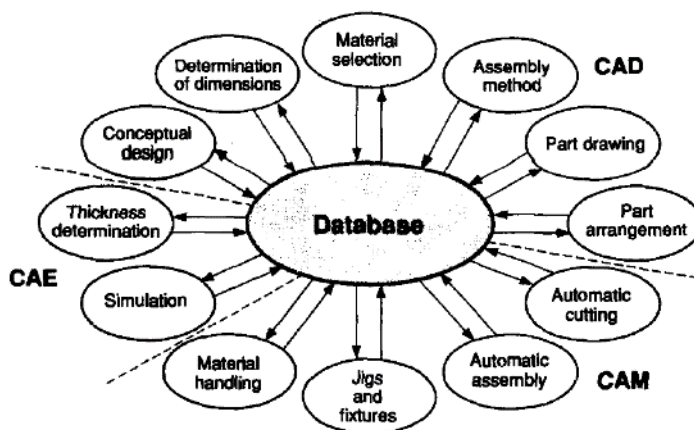 Material
selection
Determination
of dimensions
Assembly
method
CAD
Conceptual
design
Part drawing
Thickness
determination
Database
Part
arrangement
CAE
Simulation
Automatic
cutting
Material
handling
Jigs
and
fixtures
Automatic
assembly
CAM